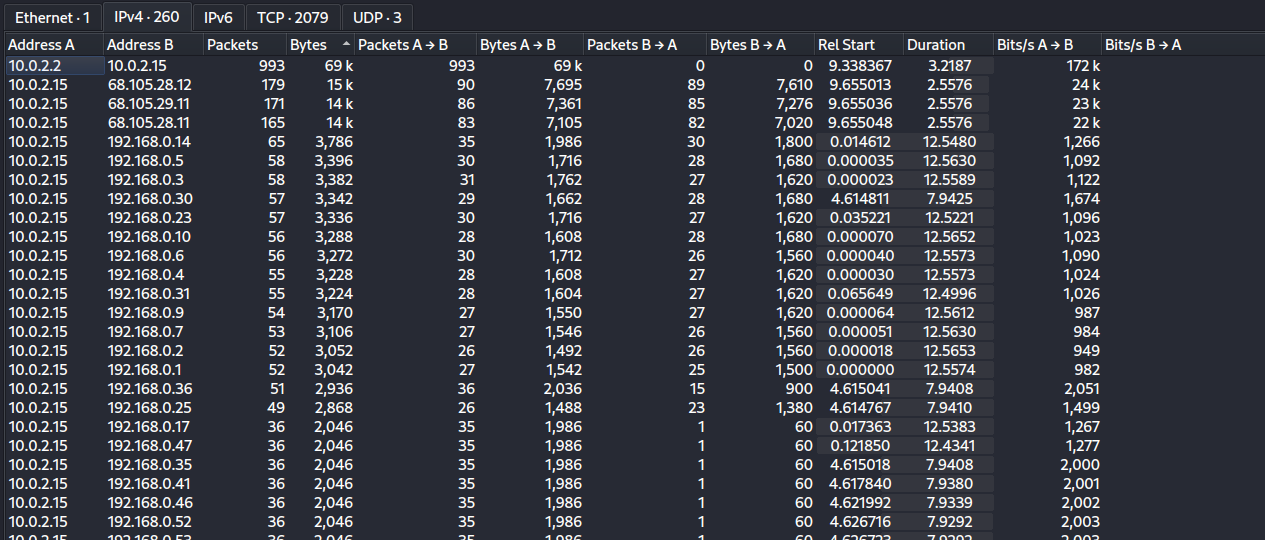 Ethernet · 1 IPv4 · 260 IPv6 TCP · 2079 UDP · 3
Address A Address B Packets Bytes Packets A → B Bytes A → B Packets B → A Bytes B → A Rel Start Duration Bits/s A → B Bits/s B → A
10.0.2.2 10.0.2.15 993 69 k 993 69 k 0 0 9.338367 3.2187 172 k
10.0.2.15 68.105.28.12 179 15 k 90 7,695 89 7,610 9.655013 2.5576 24 k
10.0.2.15 68.105.29.11 171 14 k 86 7,361 85 7,276 9.655036 2.5576 23 k
10.0.2.15 68.105.28.11 165 14 k 83 7,105 82 7,020 9.655048 2.5576 22 k
10.0.2.15 192.168.0.14 65 3,786 35 1,986 30 1,800 0.014612 12.5480 1,266
10.0.2.15 192.168.0.5 58 3,396 30 1,716 28 1,680 0.000035 12.5630 1,092
10.0.2.15 192.168.0.3 58 3,382 31 1,762 27 1,620 0.000023 12.5589 1,122
10.0.2.15 192.168.0.30 57 3,342 29 1,662 28 1,680 4.614811 7.9425 1,674
10.0.2.15 192.168.0.23 57 3,336 30 1,716 27 1,620 0.035221 12.5221 1,096
10.0.2.15 192.168.0.10 56 3,288 28 1,608 28 1,680 0.000070 12.5652 1,023
10.0.2.15 192.168.0.6 56 3,272 30 1,712 26 1,560 0.000040 12.5573 1,090
10.0.2.15 192.168.0.4 55 3,228 28 1,608 27 1,620 0.000030 12.5573 1,024
10.0.2.15 192.168.0.31 55 3,224 28 1,604 27 1,620 0.065649 12.4996 1,026
10.0.2.15 192.168.0.9 54 3,170 27 1,550 27 1,620 0.000064 12.5612 987
10.0.2.15 192.168.0.7 53 3,106 27 1,546 26 1,560 0.000051 12.5630 984
10.0.2.15 192.168.0.2 52 3,052 26 1,492 26 1,560 0.000018 12.5653 949
10.0.2.15 192.168.0.1 52 3,042 27 1,542 25 1,500 0.000000 12.5574 982
10.0.2.15 192.168.0.36 51 2,936 36 2,036 15 900 4.615041 7.9408 2,051
10.0.2.15 192.168.0.25 49 2,868 26 1,488 23 1,380 4.614767 7.9410 1,499
10.0.2.15 192.168.0.17 36 2,046 35 1,986 1 60 0.017363 12.5383 1,267
10.0.2.15 192.168.0.47 36 2,046 35 1,986 1 60 0.121850 12.4341 1,277
10.0.2.15 192.168.0.35 36 2,046 35 1,986 1 60 4.615018 7.9408 2,000
10.0.2.15 192.168.0.41 36 2,046 35 1,986 1 60 4.617840 7.9380 2,001
10.0.2.15 192.168.0.46 36 2,046 35 1,986 1 60 4.621992 7.9339 2,002
10.0.2.15 192.168.0.52 36 2,046 35 1,986 1 60 4.626716 7.9292 2,003